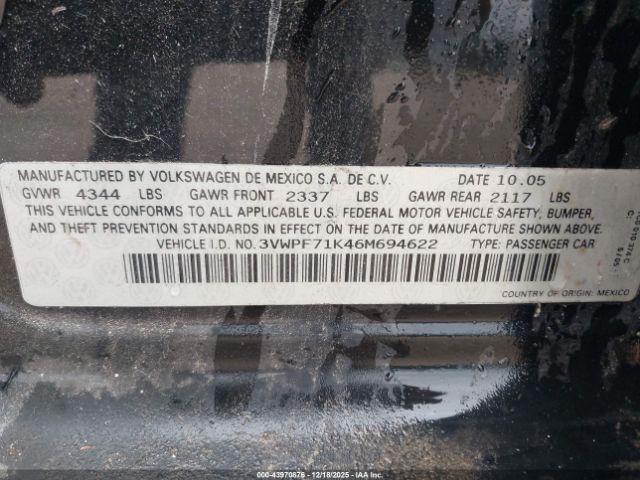 MANUFACTURED BY VOLKSWAGEN DE MEXICO S.A. DE C.V. DATE 10.05
GVWR 4344 LBS GAWR FRONT 2337 LBS GAWR REAR 2117 LBS
THIS VEHICLE CONFORMS TO ALL APPLICABLE U.S. FEDERAL MOTOR VEHICLE SAFETY, BUMPER,
AND THEFT PREVENTION STANDARDS IN EFFECT ON THE DATE OF MANUFACTURE SHOWN ABOVE.
VEHICLE I.D. NO. 3VWPF71K46M694622 TYPE: PASSENGER CAR
COUNTRY OF ORIGIN: MEXICO
000-43970876 - 12/18/2025 - IAAI.com